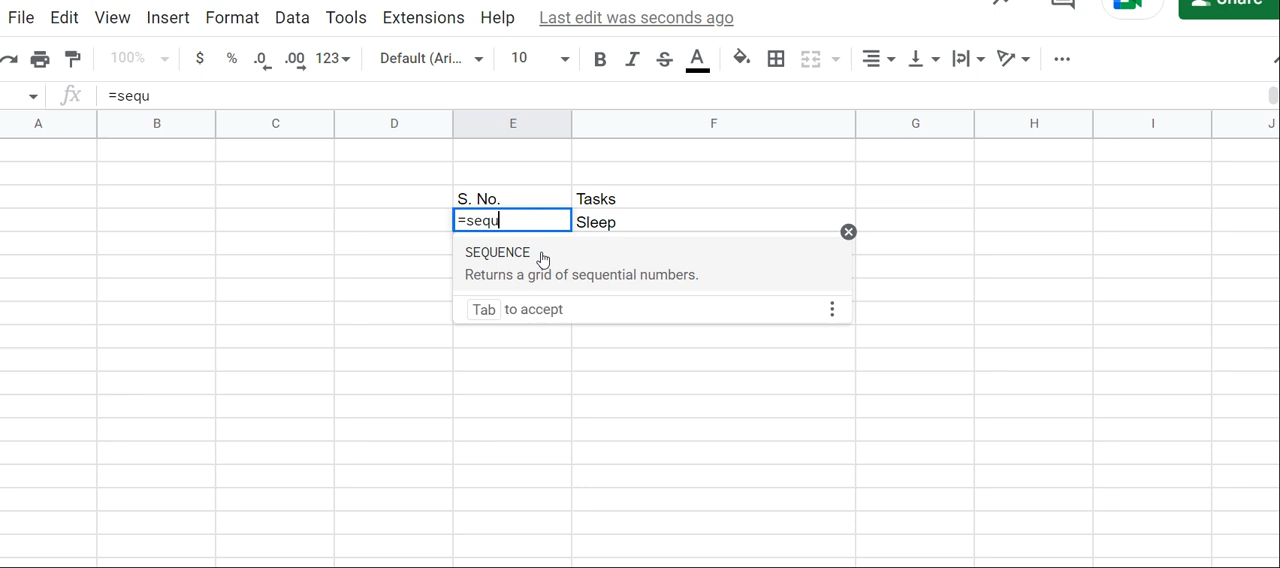 File Edit View Insert Format Data Tools Extensions Help Last edit was seconds ago Share
100% $ % .0 .00 123 Default (Ari... 10 B I S A
fx =sequ
A B C D E F G H I J
S. No. Tasks
=sequ Sleep
SEQUENCE
Returns a grid of sequential numbers.
Tab to accept